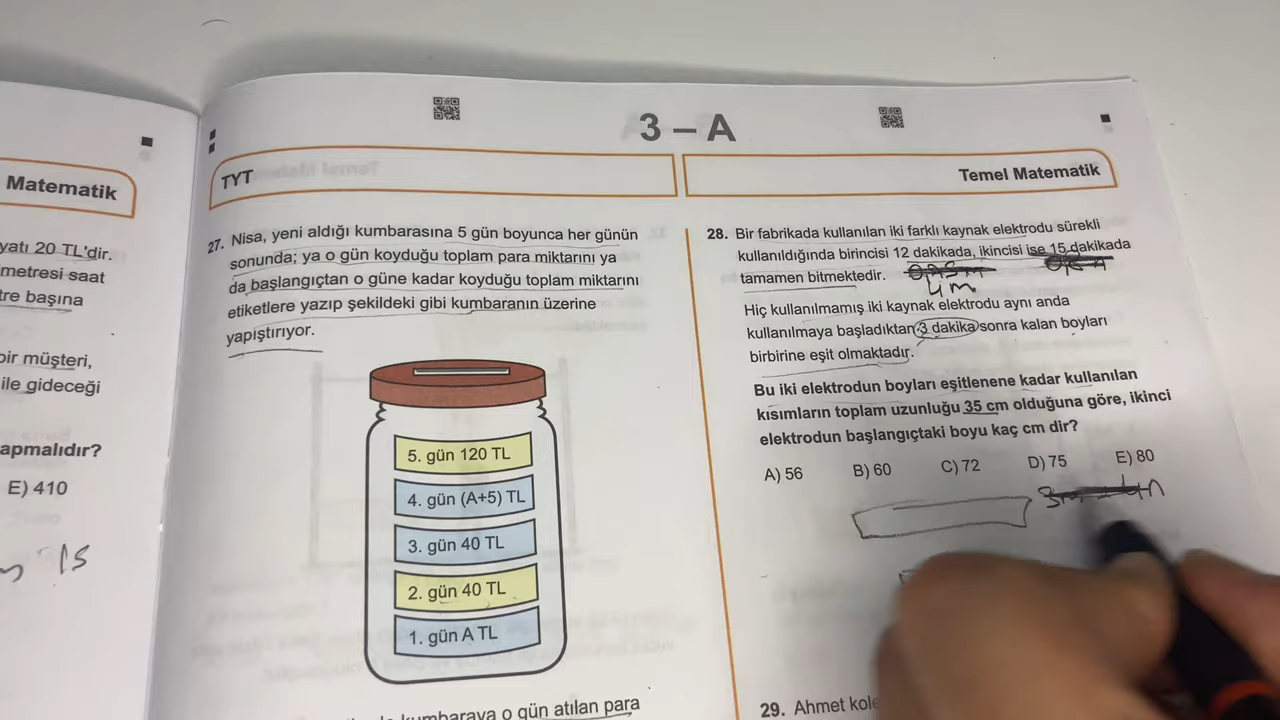 3 – A
Matematik
yatı 20 TL'dir.
metresi saat
tre başına
bir müşteri,
ile gideceği
apmalıdır?
E) 410
15
TYT
27. Nisa, yeni aldığı kumbarasına 5 gün boyunca her günün
sonunda; ya o gün koyduğu toplam para miktarını ya
da başlangıçtan o güne kadar koyduğu toplam miktarını
etiketlere yazıp şekildeki gibi kumbaranın üzerine
yapıştırıyor.
5. gün 120 TL
4. gün (A+5) TL
3. gün 40 TL
2. gün 40 TL
1. gün A TL
kumbaraya o gün atılan para
Temel Matematik
28. Bir fabrikada kullanılan iki farklı kaynak elektrodu sürekli
kullanıldığında birincisi 12 dakikada, ikincisi ise 15 dakikada
tamamen bitmektedir.
4m
Hiç kullanılmamış iki kaynak elektrodu aynı anda
kullanılmaya başladıktan 3 dakika sonra kalan boyları
birbirine eşit olmaktadır.
Bu iki elektrodun boyları eşitlenene kadar kullanılan
kısımların toplam uzunluğu 35 cm olduğuna göre, ikinci
elektrodun başlangıçtaki boyu kaç cm dir?
A) 56 B) 60 C) 72 D) 75 E) 80
29. Ahmet